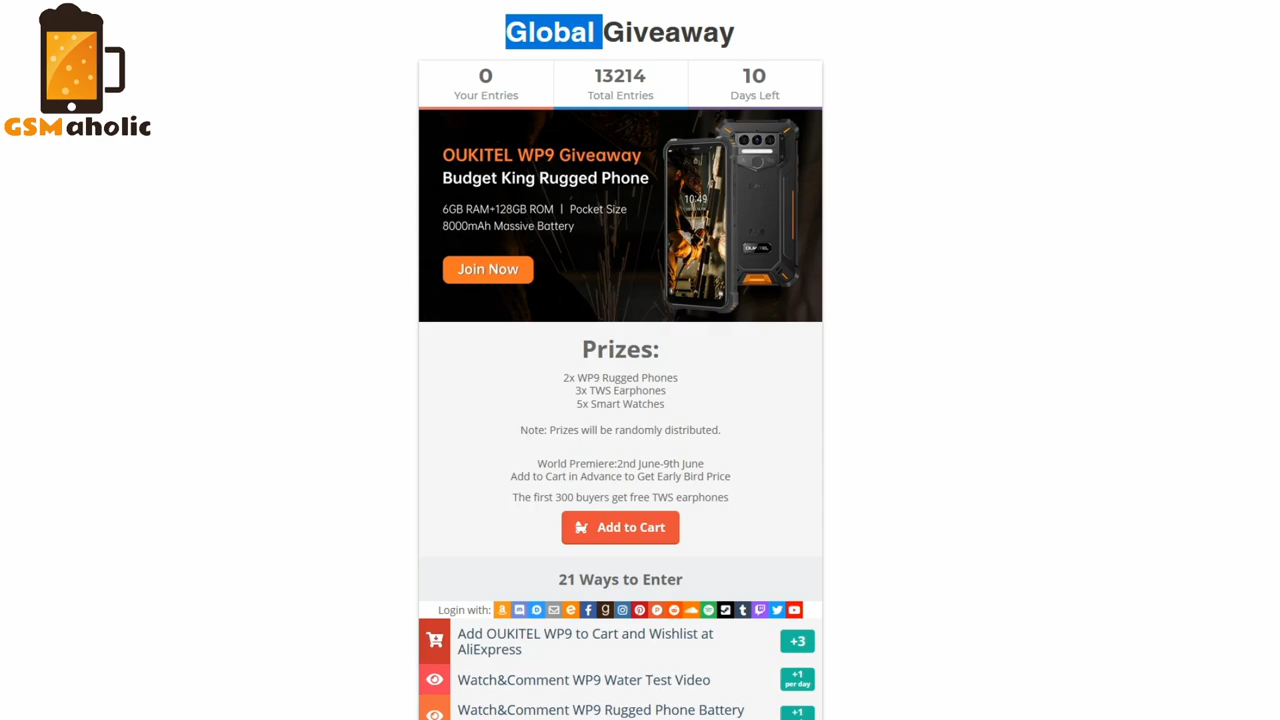 GSMaholic
Global Giveaway
0
Your Entries
13214
Total Entries
10
Days Left
OUKITEL WP9 Giveaway
Budget King Rugged Phone
6GB RAM+128GB ROM | Pocket Size
8000mAh Massive Battery
Join Now
10:49
OUKITEL
Prizes:
2x WP9 Rugged Phones
3x TWS Earphones
5x Smart Watches
Note: Prizes will be randomly distributed.
World Premiere:2nd June-9th June
Add to Cart in Advance to Get Early Bird Price
The first 300 buyers get free TWS earphones
Add to Cart
21 Ways to Enter
Login with:
Add OUKITEL WP9 to Cart and Wishlist at
AliExpress
+3
Watch&Comment WP9 Water Test Video
+1
per day
Watch&Comment WP9 Rugged Phone Battery
+1